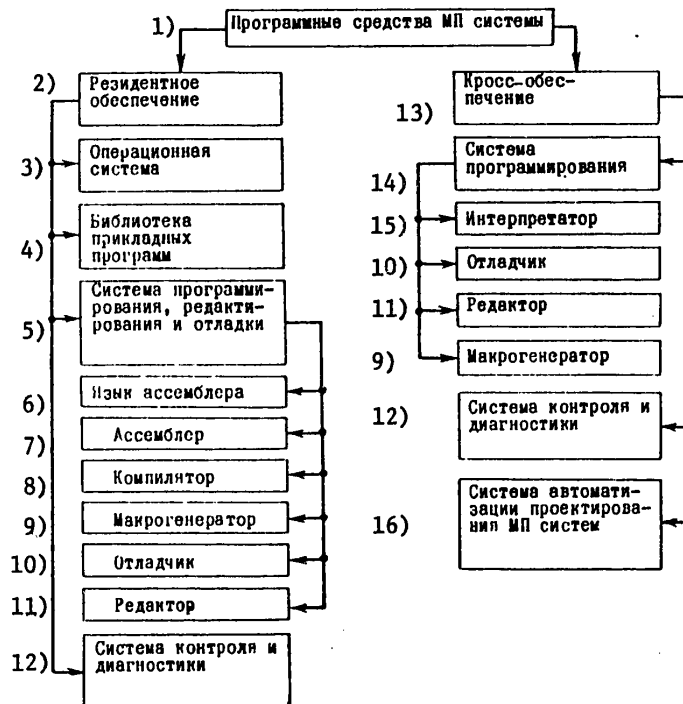 1) Программные средства МП системы
2) Резидентное
обеспечение
3) Операционная
система
4) Библиотека
прикладных
программ
5) Система программи-
рования, редакти-
рования и отладки
6) Язык ассемблера
7) Ассемблер
8) Компилятор
9) Макрогенератор
10) Отладчик
11) Редактор
12) Система контроля и
диагностики
13) Кросс-обес-
печение
14) Система
программирования
15) Интерпретатор
10) Отладчик
11) Редактор
9) Макрогенератор
12) Система контроля и
диагностики
16) Система автомати-
зации проектирова-
ния МП систем